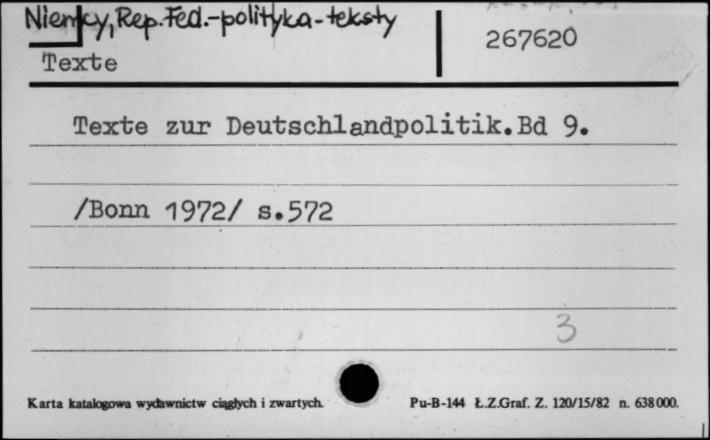 Niemcy, Rep. Fed.-polityka-teksty
267620
Texte
Texte zur Deutschlandpolitik.Bd 9.
/Bonn 1972/ s.572
3
Karta katalogowa wydawnictw ciągłych i zwartych.
Pu-B-144 Ł.Z.Graf. Z. 120/15/82 n. 638000.